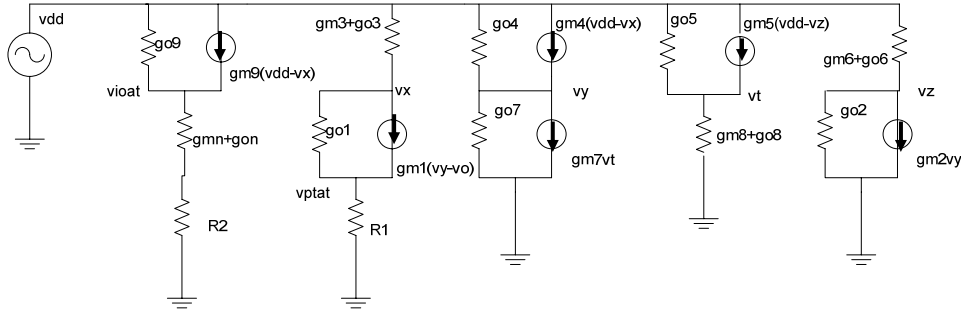 vdd
go9
gm9(vdd-vx)
vioat
gmn+gon
R2
gm3+go3
vx
go1
gm1(vy-vo)
vptat
R1
go4
gm4(vdd-vx)
go7
vy
gm7vt
go5
gm5(vdd-vz)
vt
gm8+go8
gm6+go6
vz
go2
gm2vy